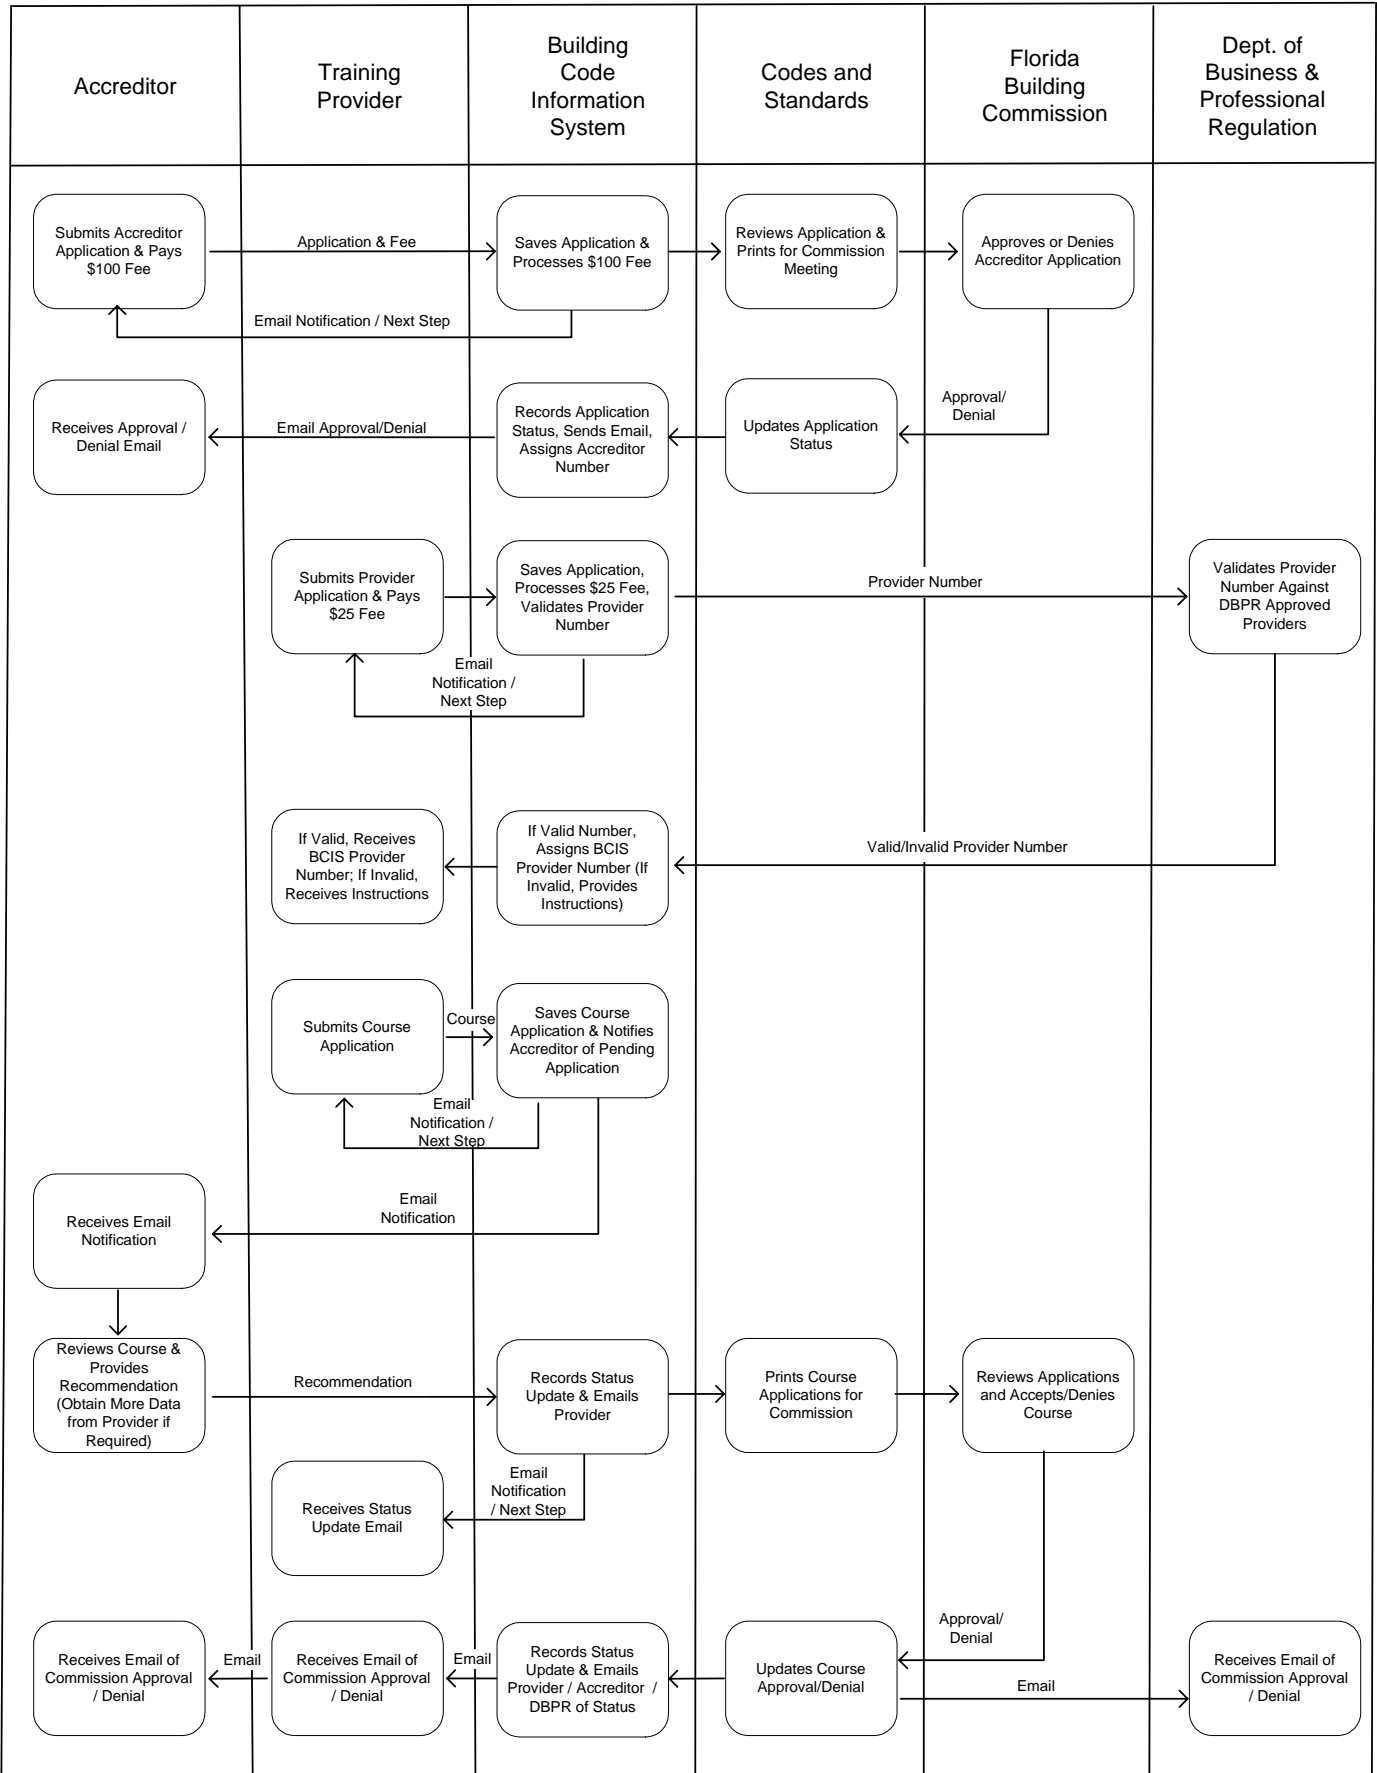 Accreditor
Training
Provider
Building
Code
Information
System
Codes and
Standards
Florida
Building
Commission
Dept. of
Business &
Professional
Regulation
Submits Accreditor
Application & Pays
$100 Fee
Application & Fee
Saves Application &
Processes $100 Fee
Reviews Application &
Prints for Commission
Meeting
Approves or Denies
Accreditor Application
Email Notification / Next Step
Receives Approval /
Denial Email
Email Approval/Denial
Records Application
Status, Sends Email,
Assigns Accreditor
Number
Updates Application
Status
Approval/
Denial
Submits Provider
Application & Pays
$25 Fee
Saves Application,
Processes $25 Fee,
Validates Provider
Number
Provider Number
Validates Provider
Number Against
DBPR Approved
Providers
Email
Notification /
Next Step
If Valid, Receives
BCIS Provider
Number; If Invalid,
Receives Instructions
If Valid Number,
Assigns BCIS
Provider Number (If
Invalid, Provides
Instructions)
Valid/Invalid Provider Number
Submits Course
Application
Course
Saves Course
Application & Notifies
Accreditor of Pending
Application
Email
Notification /
Next Step
Receives Email
Notification
Email
Notification
Reviews Course &
Provides
Recommendation
(Obtain More Data
from Provider if
Required)
Recommendation
Records Status
Update & Emails
Provider
Prints Course
Applications for
Commission
Reviews Applications
and Accepts/Denies
Course
Receives Status
Update Email
Email
Notification
/ Next Step
Approval/
Denial
Receives Email of
Commission Approval
/ Denial
Email
Receives Email of
Commission Approval
/ Denial
Email
Records Status
Update & Emails
Provider / Accreditor /
DBPR of Status
Updates Course
Approval/Denial
Email
Receives Email of
Commission Approval
/ Denial